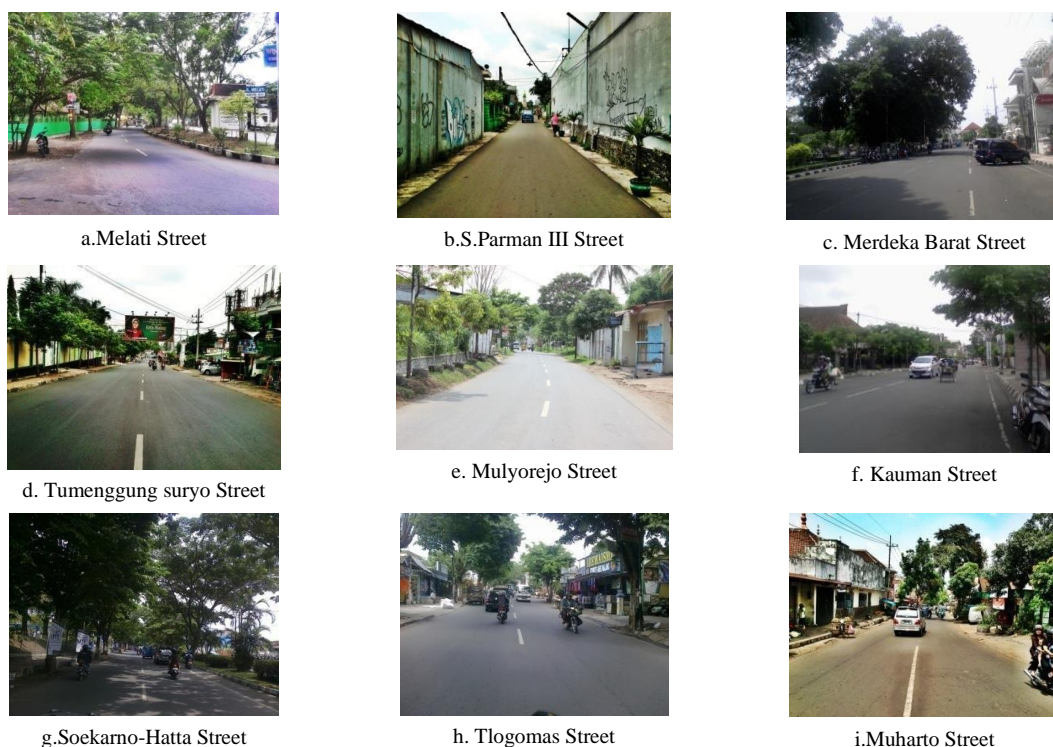 a.Melati Street
b.S.Parman III Street
c. Merdeka Barat Street
d. Tumenggung suryo Street
e. Mulyorejo Street
f. Kauman Street
g.Soekarno-Hatta Street
h. Tlogomas Street
i.Muharto Street